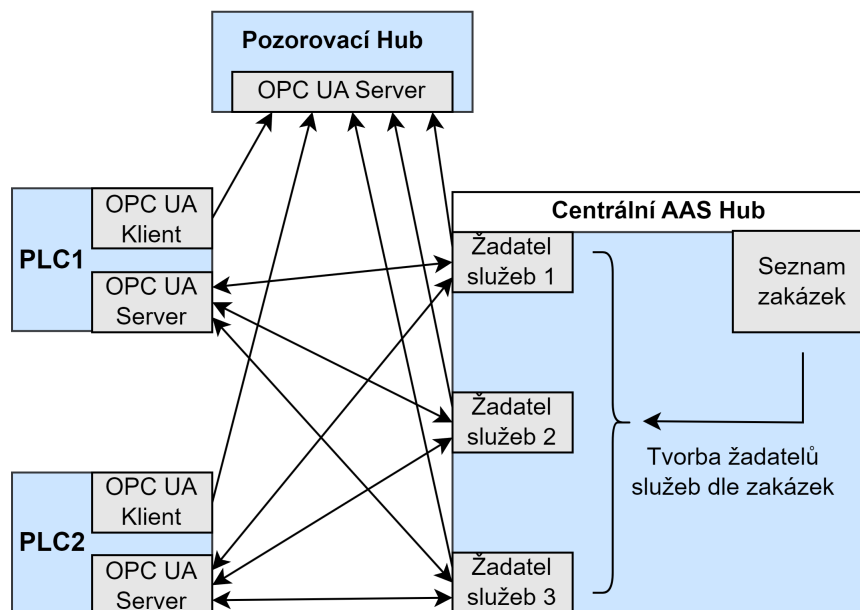 Pozorovací Hub
OPC UA Server
OPC UA
Klient
PLC1
OPC UA
Server
Centrální AAS Hub
Žadatel
služeb 1
Seznam
zakázek
Žadatel
služeb 2
Tvorba žadatelů
služeb dle zakázek
OPC UA
Klient
PLC2
OPC UA
Server
Žadatel
služeb 3